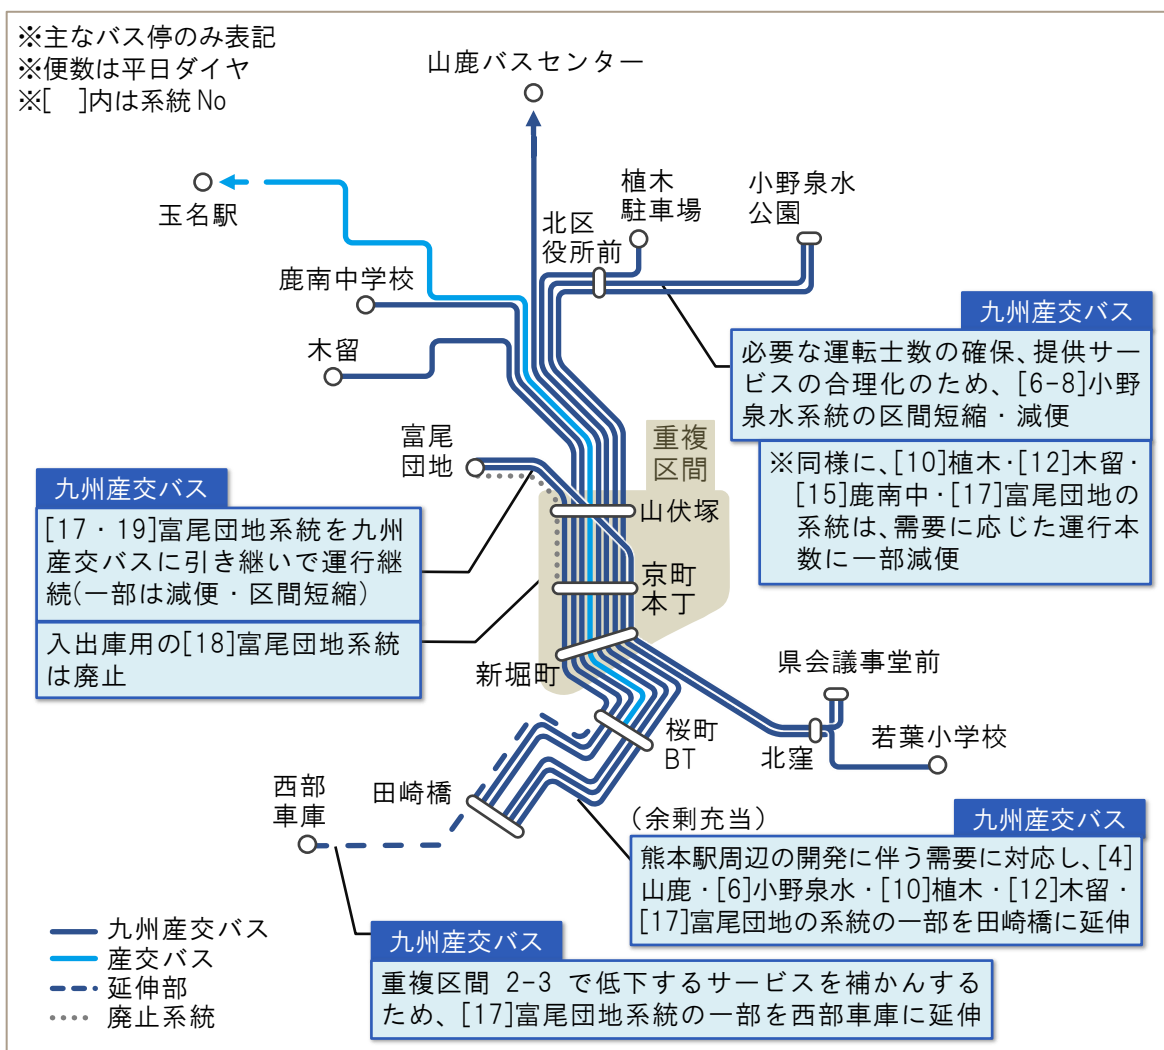 ※主なバス停のみ表記
※便数は平日ダイヤ
※[　]内は系統No
山鹿バスセンター
玉名駅
植木
駐車場
小野泉水
公園
北区
役所前
鹿南中学校
木留
九州産交バス
必要な運転士数の確保、提供サー
ビスの合理化のため、[6-8]小野
泉水系統の区間短縮・減便
※同様に、[10]植木・[12]木留・
[15]鹿南中・[17]富尾団地の
系統は、需要に応じた運行本
数に一部減便
富尾
団地
重複
区間
九州産交バス
[17・19]富尾団地系統を九州
産交バスに引き継いで運行継
続(一部は減便・区間短縮)
入出庫用の[18]富尾団地系統
は廃止
山伏塚
京町
本丁
新堀町
県会議事堂前
桜町
BT
北窪
若葉小学校
西部
車庫
田崎橋
(余剰充当)
九州産交バス
熊本駅周辺の開発に伴う需要に対応し、[4]
山鹿・[6]小野泉水・[10]植木・[12]木留・
[17]富尾団地の系統の一部を田崎橋に延伸
九州産交バス
産交バス
延伸部
廃止系統
九州産交バス
重複区間 2-3 で低下するサービスを補かんする
ため、[17]富尾団地系統の一部を西部車庫に延伸